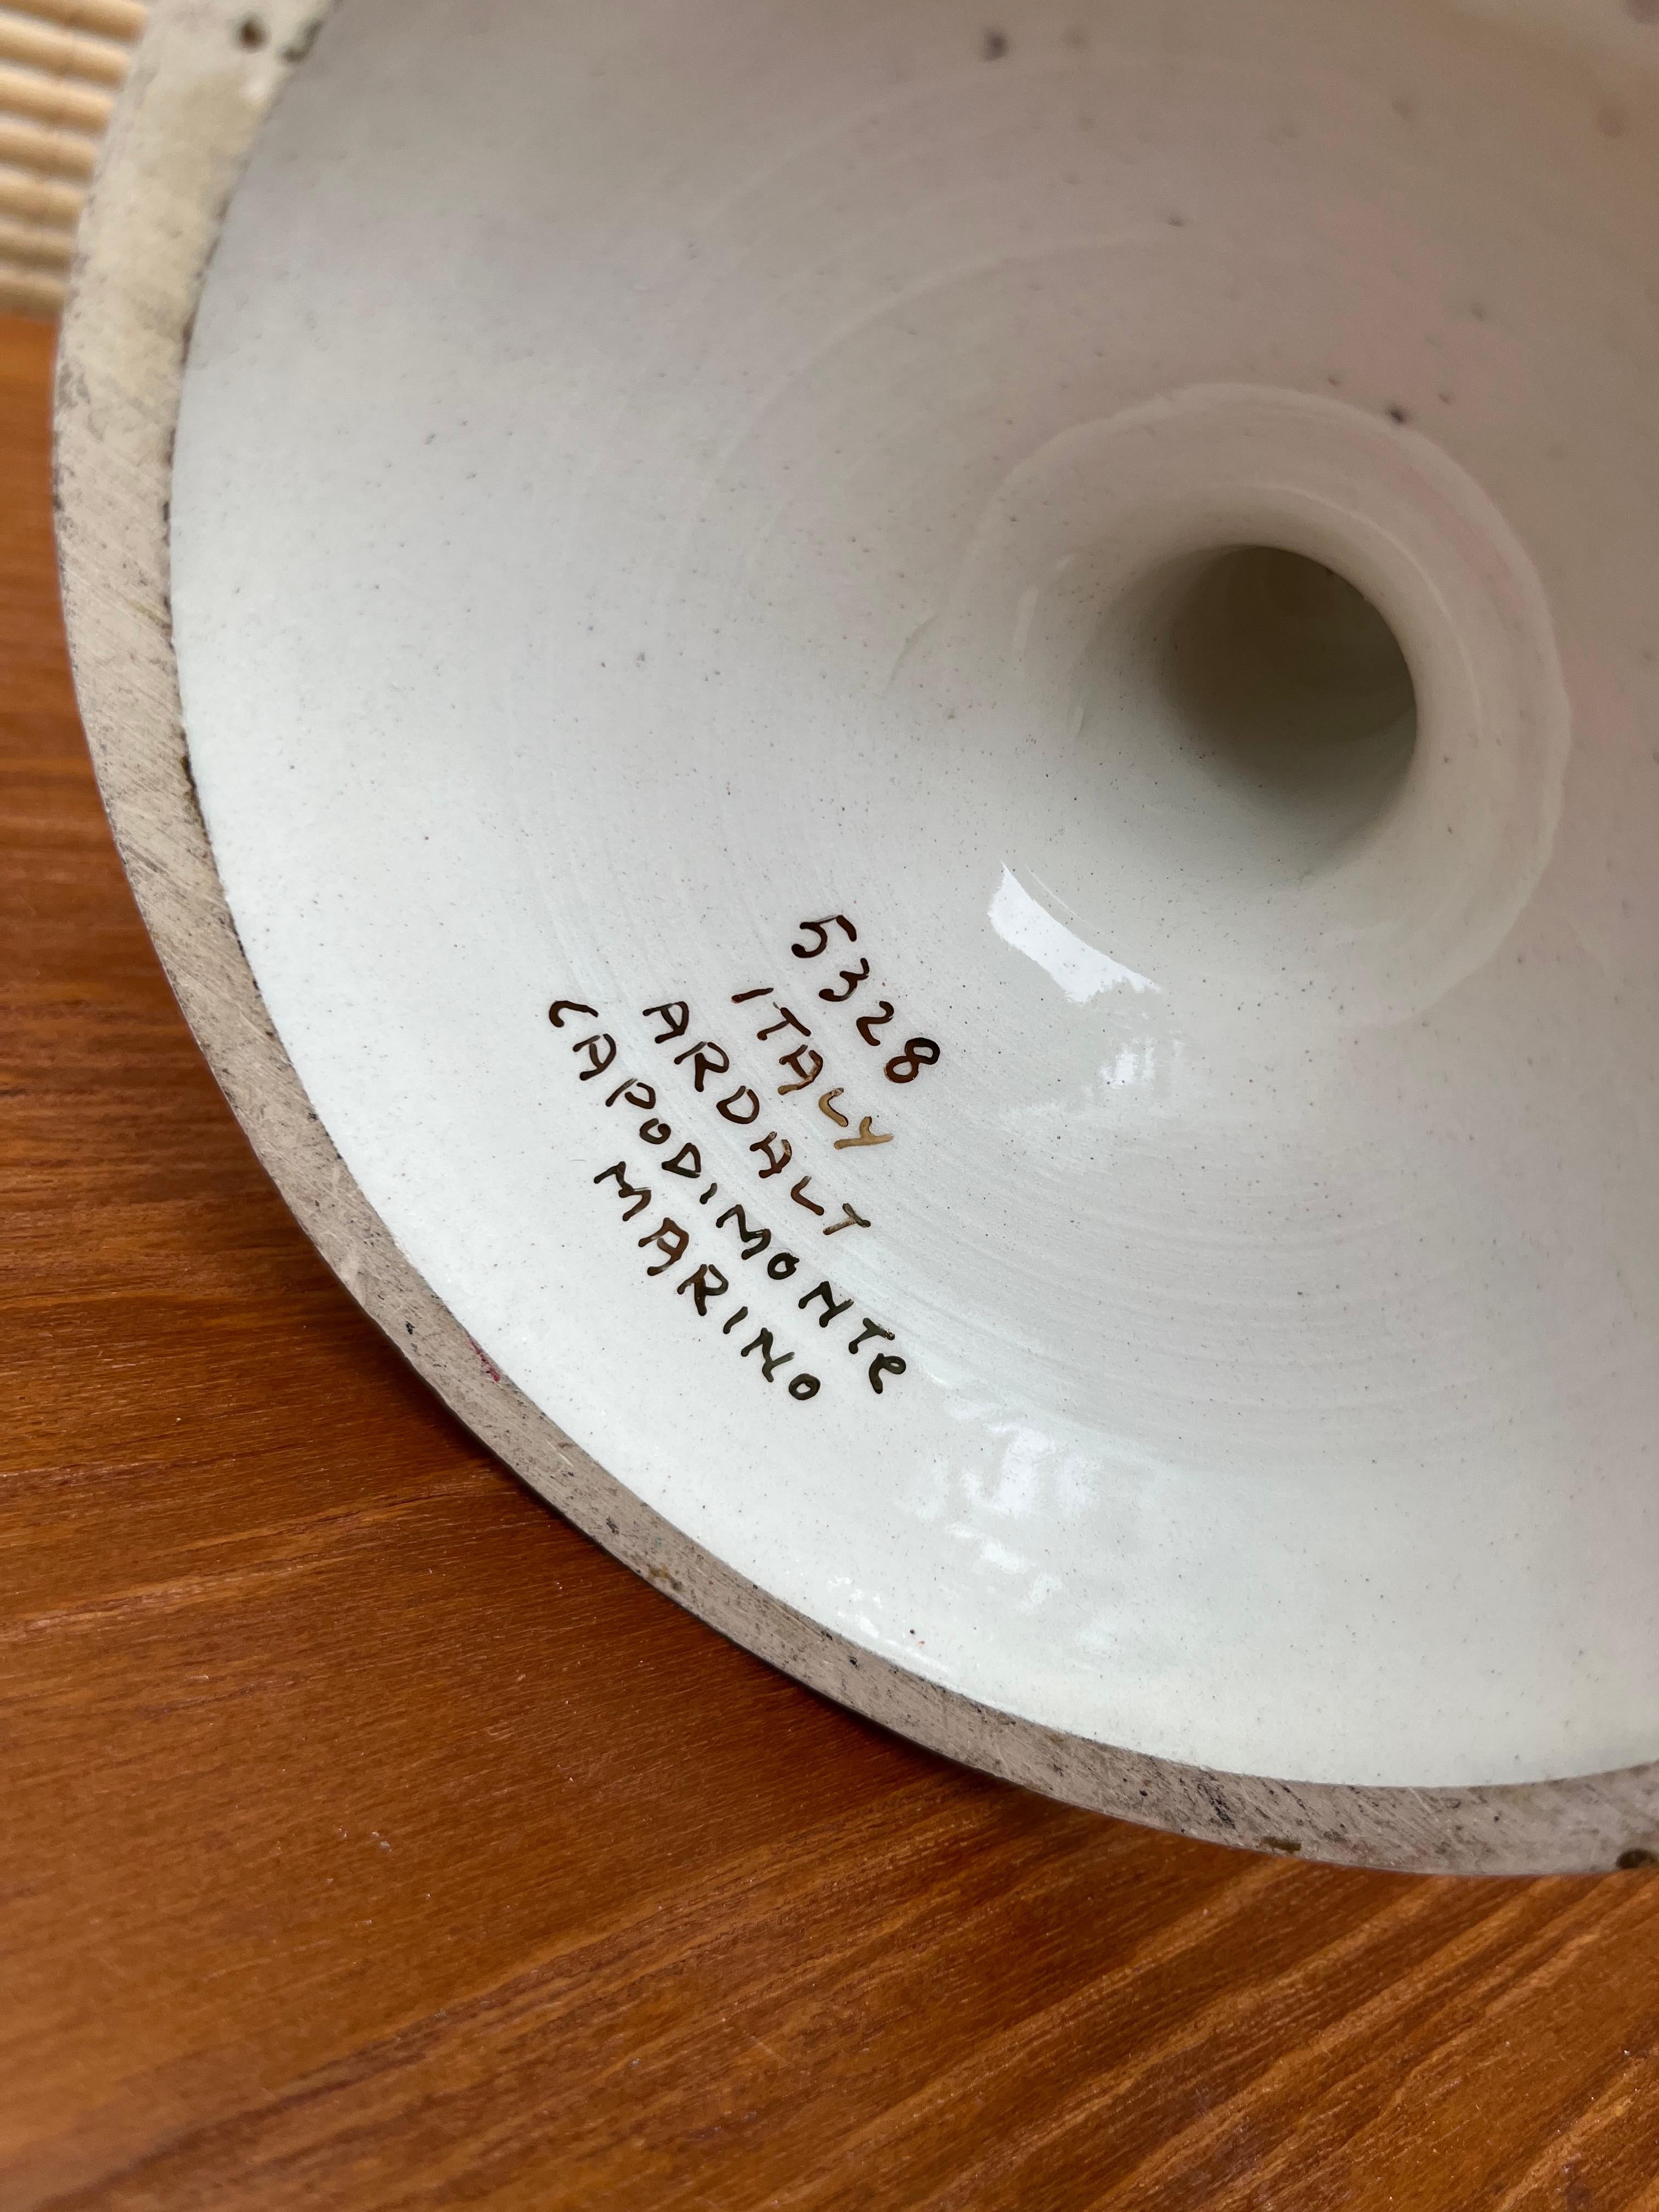 5328
ITALY
ARDALT
CAPODIMONTe
MARINO